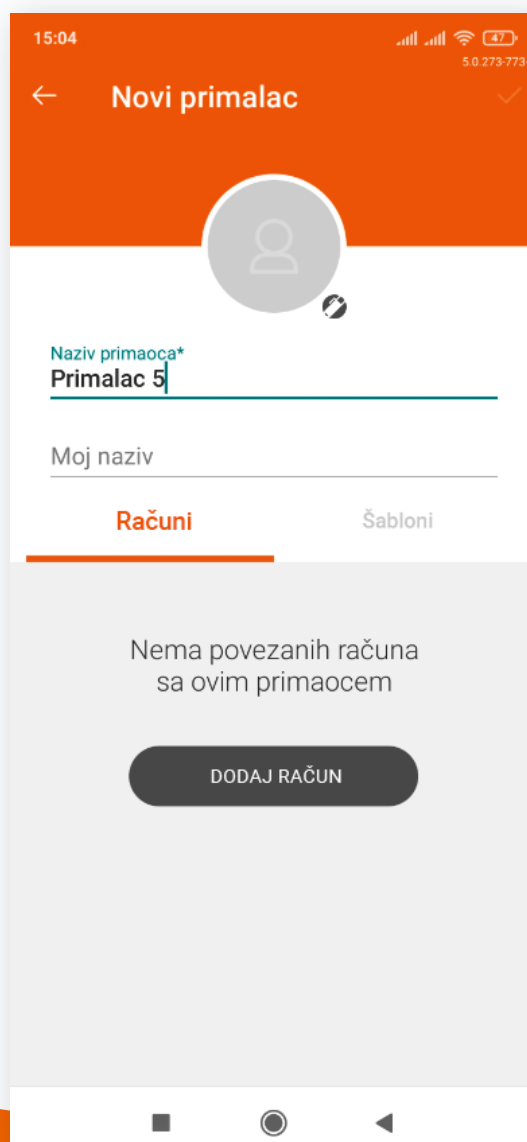 15:04
47
5.0.273-773-
Novi primalac
Naziv primaoca*
Primalac 5
Moj naziv
Računi
Šabloni
Nema povezanih računa
sa ovim primaocem
DODAJ RAČUN